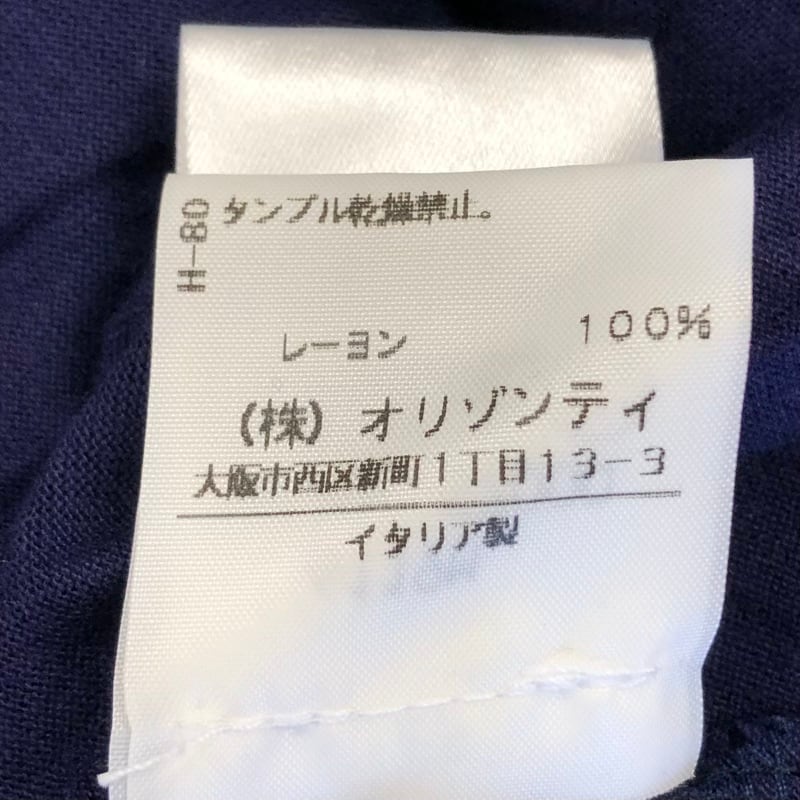 H-80
タンブル乾燥禁止。
レーヨン 100%
(株) オリゾンティ
大阪市西区新町1丁目13-3
イタリア製